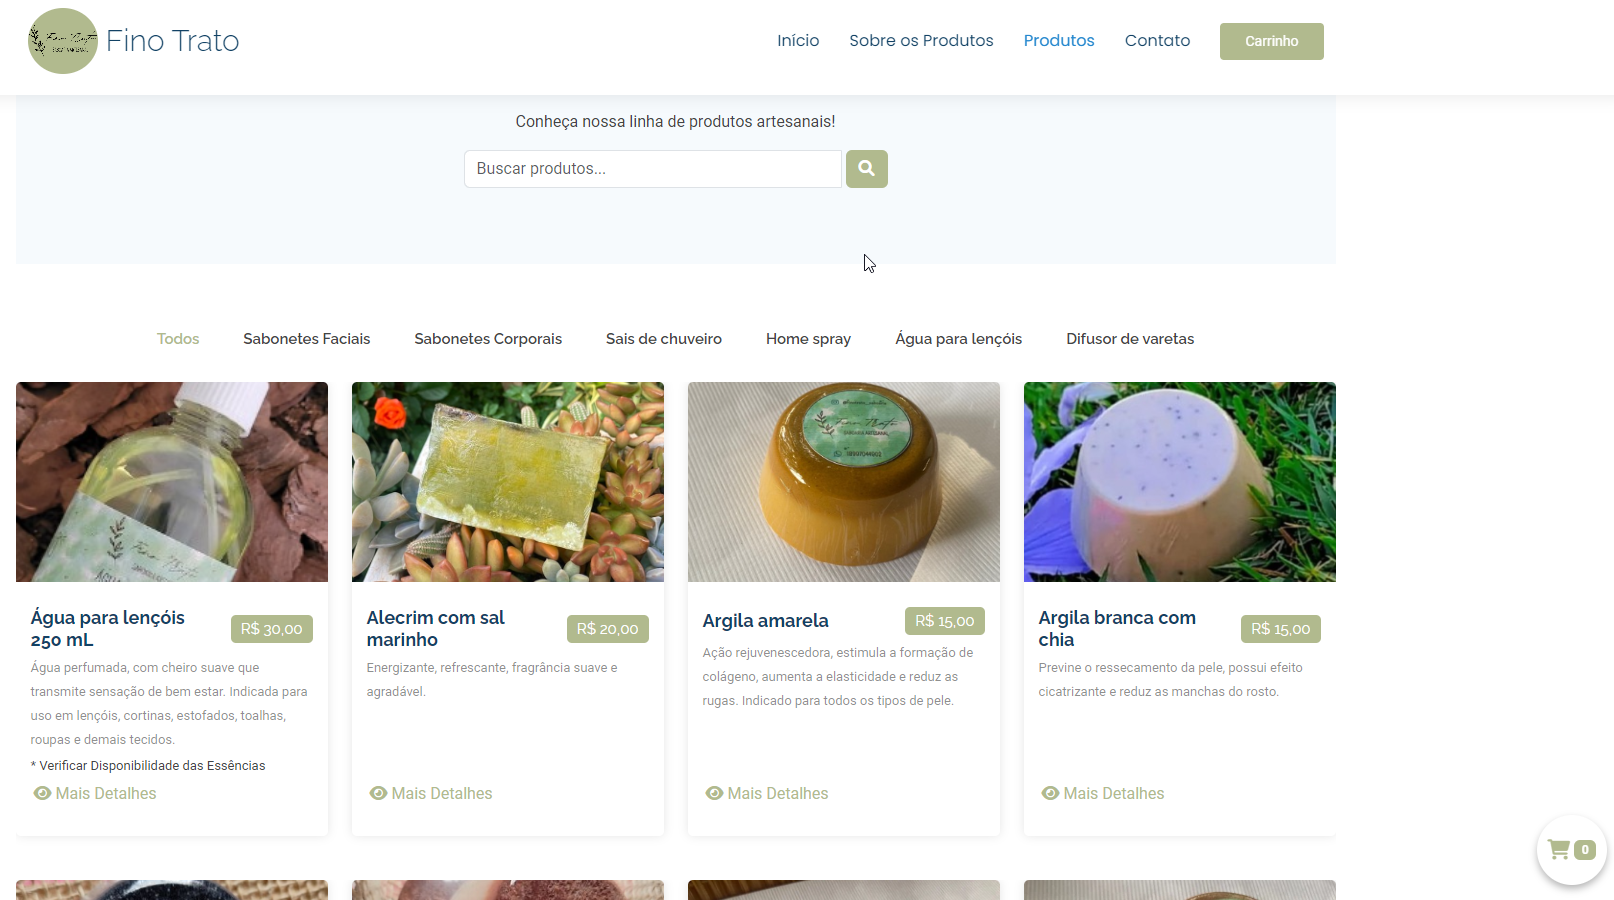 Fino Trato
Início
Sobre os Produtos
Produtos
Contato
Carrinho
Conheça nossa linha de produtos artesanais!
Buscar produtos...
Todos
Sabonetes Faciais
Sabonetes Corporais
Sais de chuveiro
Home spray
Água para lençóis
Difusor de varetas
Água para lençóis
250 mL
R$ 30,00
Água perfumada, com cheiro suave que
transmite sensação de bem estar. Indicada para
uso em lençóis, cortinas, estofados, toalhas,
roupas e demais tecidos.
* Verificar Disponibilidade das Essências
Mais Detalhes
Alecrim com sal
marinho
R$ 20,00
Energizante, refrescante, fragrância suave e
agradável.
Mais Detalhes
Argila amarela
R$ 15,00
Ação rejuvenescedora, estimula a formação de
colágeno, aumenta a elasticidade e reduz as
rugas. Indicado para todos os tipos de pele.
Mais Detalhes
Argila branca com
chia
R$ 15,00
Previne o ressecamento da pele, possui efeito
cicatrizante e reduz as manchas do rosto.
Mais Detalhes
0